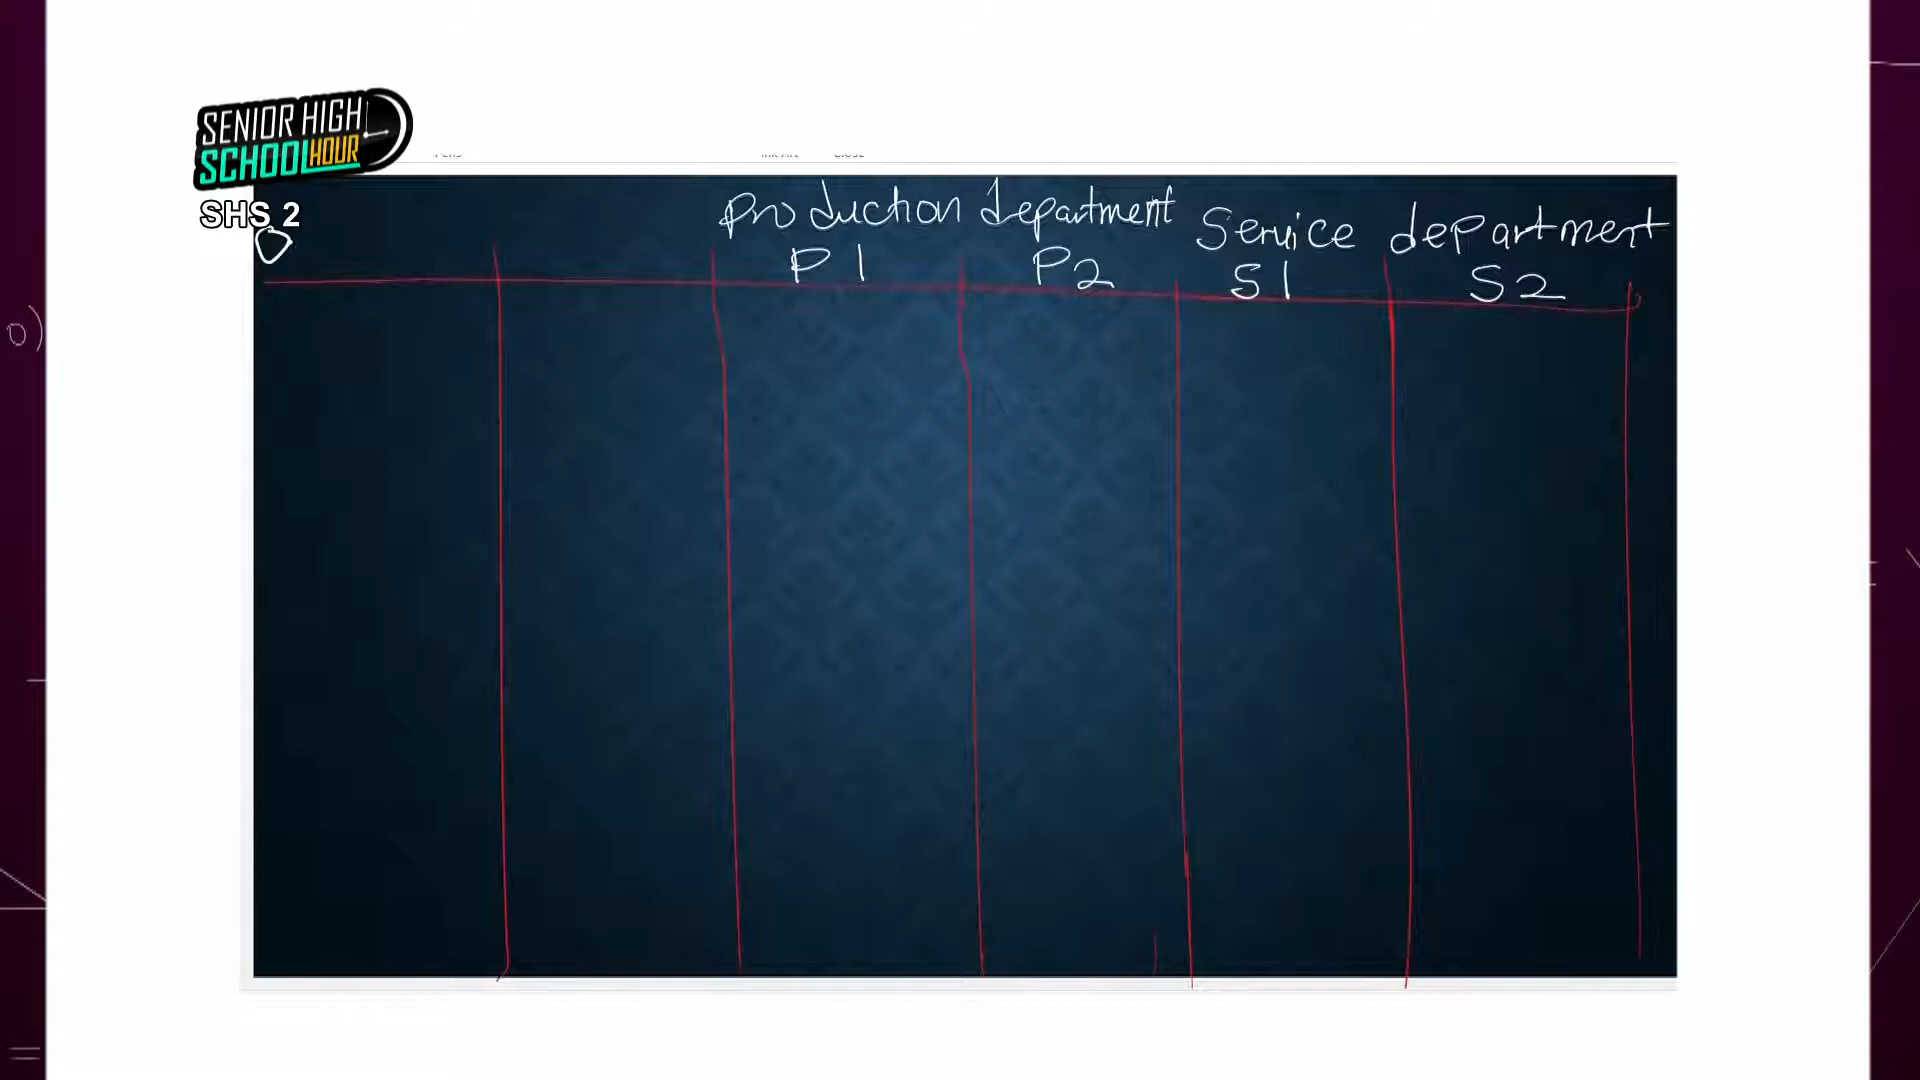 SENIOR HIGH
SCHOOL HOUR
SHS 2
Production department
Service department
P1 P2 S1 S2